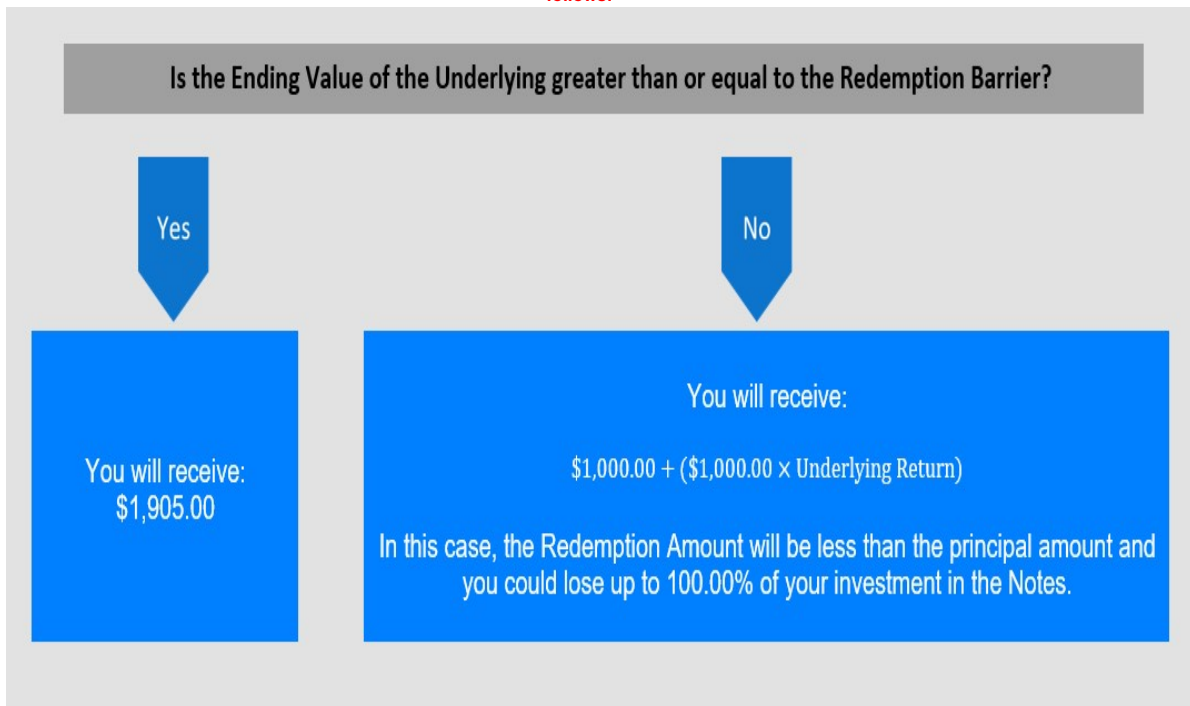 Is the Ending Value of the Underlying greater than or equal to the Redemption Barrier?
Yes
No
You will receive:
$1,905.00
You will receive:
$1,000.00 + ($1,000.00 × Underlying Return)
In this case, the Redemption Amount will be less than the principal amount and
you could lose up to 100.00% of your investment in the Notes.